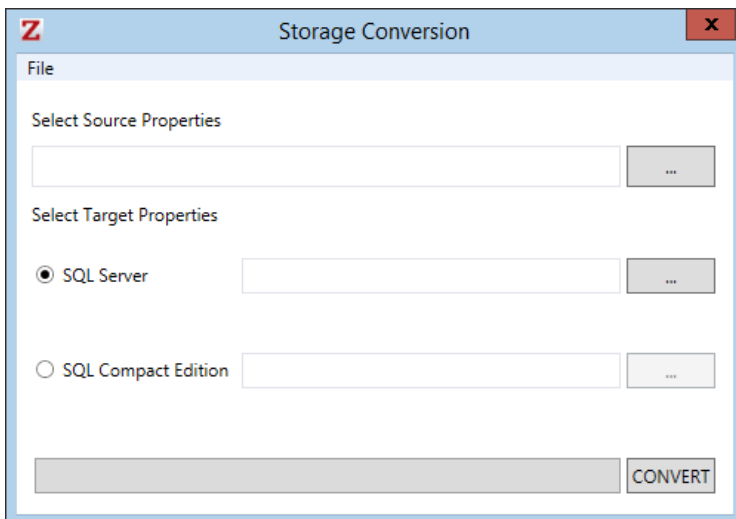 Z Storage Conversion x
File
Select Source Properties
...
Select Target Properties
SQL Server ...
SQL Compact Edition ...
CONVERT